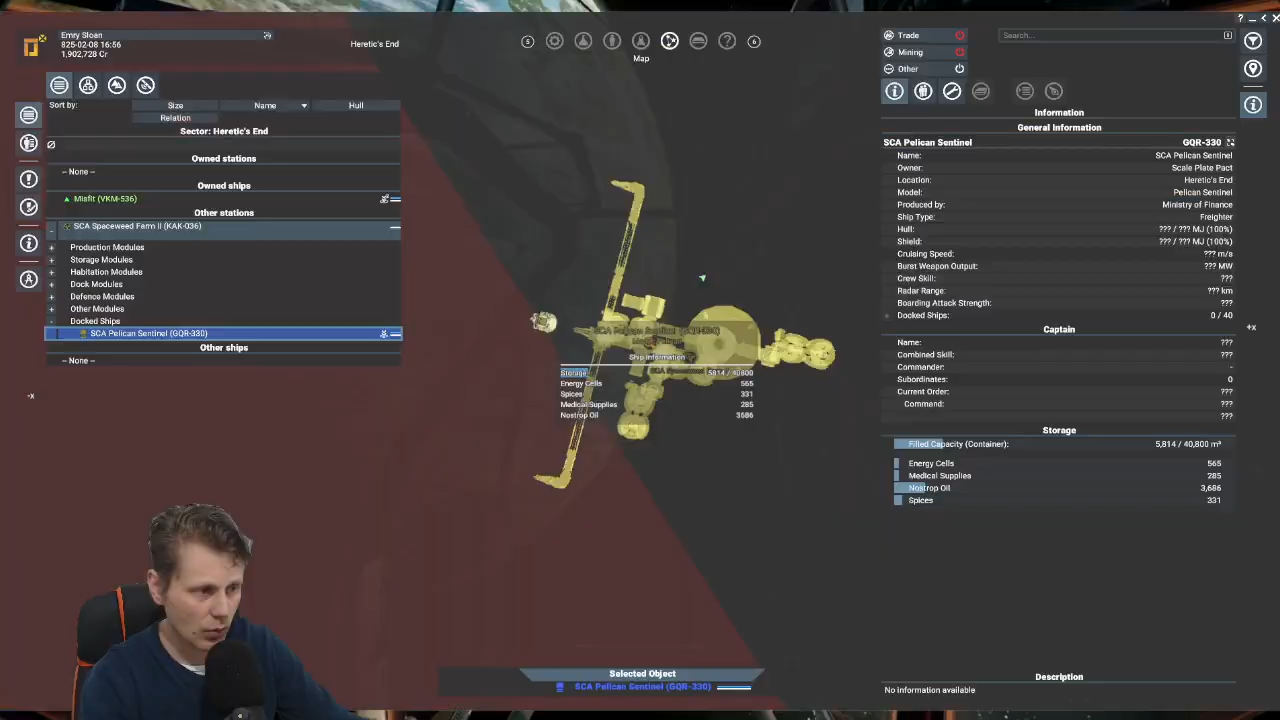 Emry Sloan
825-02-08 16:56
1,902,728 Cr
Heretic's End
5
6
Map
Sort by:
Size
Name
Hull
Relation
Sector: Heretic's End
Owned stations
-- None --
Owned ships
Misfit (VKM-536)
Other stations
SCA Spaceweed Farm II (KAK-036)
Production Modules
Storage Modules
Habitation Modules
Dock Modules
Defence Modules
Other Modules
Docked Ships
SCA Pelican Sentinel (GQR-330)
Other ships
-- None --
-X
SCA Pelican Sentinel (GQR-330)
Ship information
Storage 5814 / 40800
Energy Cells 565
Spices 331
Medical Supplies 285
Nostrop Oil 3686
Selected Object
SCA Pelican Sentinel (GQR-330)
Trade
Mining
Other
Search...
Information
General Information
SCA Pelican Sentinel GQR-330
Name: SCA Pelican Sentinel
Owner: Scale Plate Pact
Location: Heretic's End
Model: Pelican Sentinel
Produced by: Ministry of Finance
Ship Type: Freighter
Hull: ??? / ??? MJ (100%)
Shield: ??? / ??? MJ (100%)
Cruising Speed: ??? m/s
Burst Weapon Output: ??? MW
Crew Skill: ???
Radar Range: ??? km
Boarding Attack Strength: ???
Docked Ships: 0 / 40
+X
Captain
Name: ???
Combined Skill: ???
Commander: -
Subordinates: 0
Current Order: ???
Command: ???
???
Storage
Filled Capacity (Container): 5,814 / 40,800 m³
Energy Cells 565
Medical Supplies 285
Nostrop Oil 3,686
Spices 331
Description
No information available